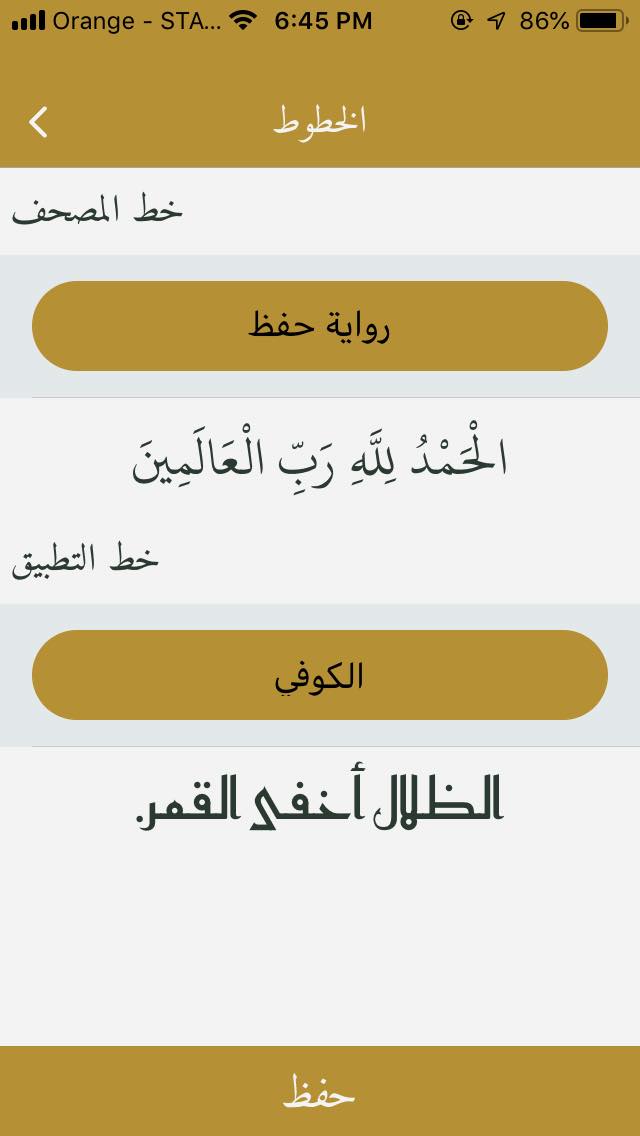 Orange - STA... 6:45 PM 86%
الخطوط
خط المصحف
رواية حفظ
الْحَمْدُ لِلَّهِ رَبِّ الْعَالَمِينَ
خط التطبيق
الكوفي
الظلال أخفى القمر.
حفظ